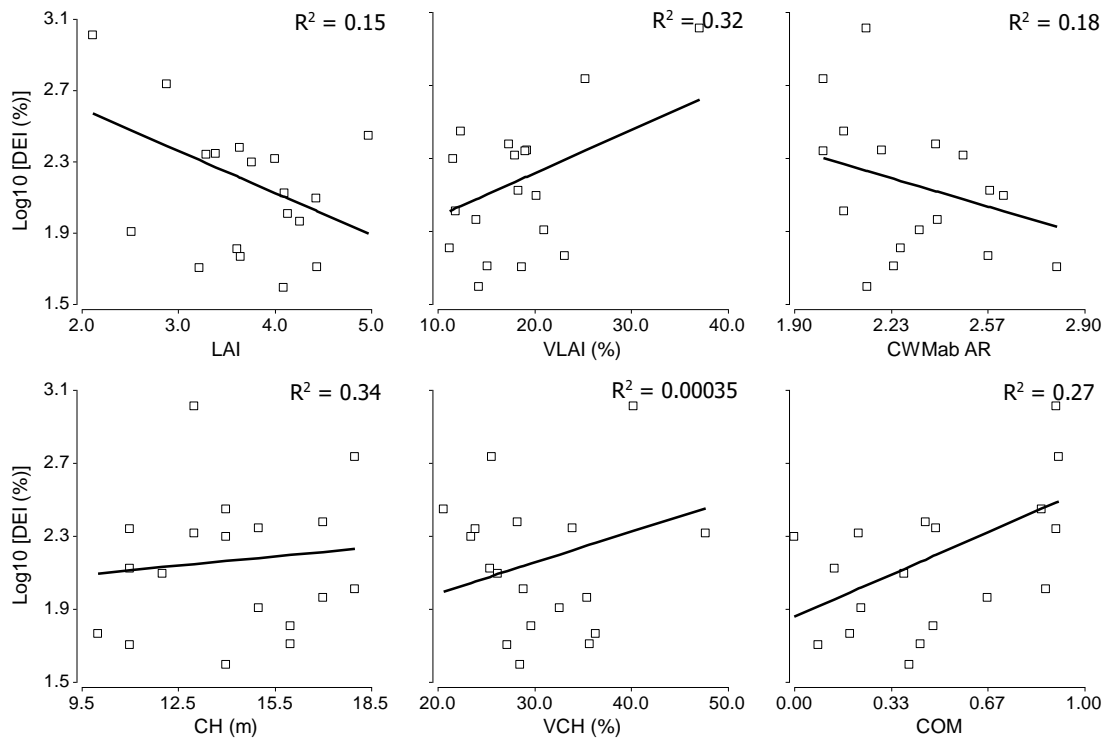 R² = 0.15
R² = 0.32
R² = 0.18
Log10 [DEI (%)]
3.1
2.7
2.3
1.9
1.5
2.0 3.0 4.0 5.0
10.0 20.0 30.0 40.0
1.90 2.23 2.57 2.90
LAI
VLAI (%)
CWMab AR
R² = 0.34
R² = 0.00035
R² = 0.27
Log10 [DEI (%)]
3.1
2.7
2.3
1.9
1.5
9.5 12.5 15.5 18.5
20.0 30.0 40.0 50.0
0.00 0.33 0.67 1.00
CH (m)
VCH (%)
COM